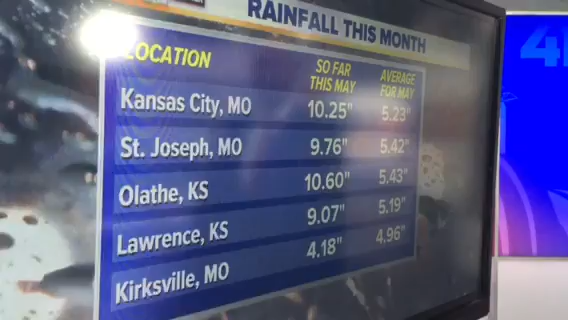 RAINFALL THIS MONTH
LOCATION
SO FAR
THIS MAY
AVERAGE
FOR MAY
Kansas City, MO 10.25" 5.23"
St. Joseph, MO 9.76" 5.42"
Olathe, KS 10.60" 5.43"
Lawrence, KS 9.07" 5.19"
Kirksville, MO 4.18" 4.96"
4